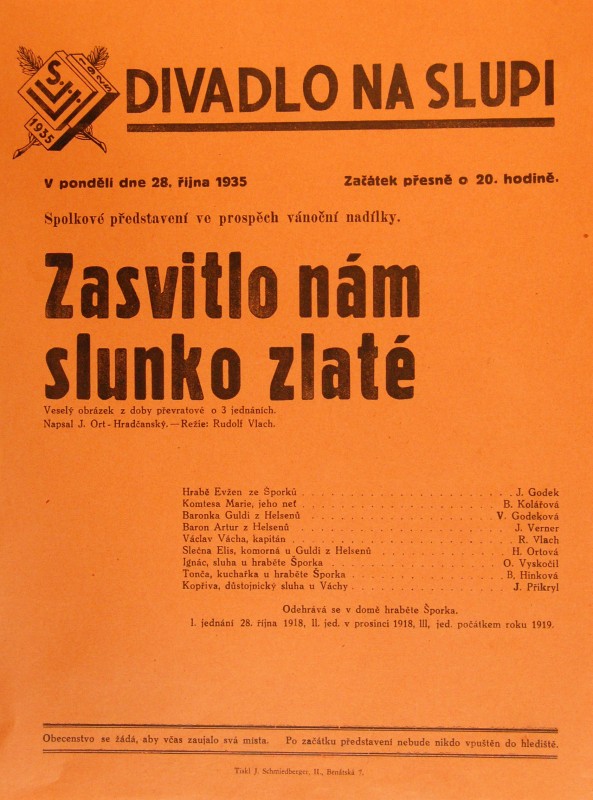 S.J.J.
1925
1935
DIVADLO NA SLUPI
V pondělí dne 28. října 1935 Začátek přesně o 20. hodině.
Spolkové představení ve prospěch vánoční nadílky.
Zasvitlo nám
slunko zlaté
Veselý obrázek z doby převratové o 3 jednáních.
Napsal J. Ort-Hradčanský. — Režie: Rudolf Vlach.
Hrabě Evžen ze Šporků . . . . . . . . . . . . . . . . . . . . . . . . . J. Godek
Komtesa Marie, jeho neť . . . . . . . . . . . . . . . . . . . . . . . B. Kolářová
Baronka Guldi z Helsenů . . . . . . . . . . . . . . . . . . . . . . V. Godeková
Baron Artur z Helsenů . . . . . . . . . . . . . . . . . . . . . . . . . J. Verner
Václav Vácha, kapitán . . . . . . . . . . . . . . . . . . . . . . . . . R. Vlach
Slečna Elis, komorná u Guldi z Helsenů . . . . . . . . . . . . . . . H. Ortová
Ignác, sluha u hraběte Šporka . . . . . . . . . . . . . . . . . . . . O. Vyskočil
Tonča, kuchařka u hraběte Šporka . . . . . . . . . . . . . . . . . . B. Hinková
Kopřiva, důstojnický sluha u Váchy . . . . . . . . . . . . . . . . . . J. Přikryl
Odehrává se v domě hraběte Šporka.
I. jednání 28. října 1918, II. jed. v prosinci 1918, III, jed. počátkem roku 1919.
Obecenstvo se žádá, aby včas zaujalo svá místa. Po začátku představení nebude nikdo vpuštěn do hlediště.
Tiskl J. Schmiedberger, II., Benátská 7.